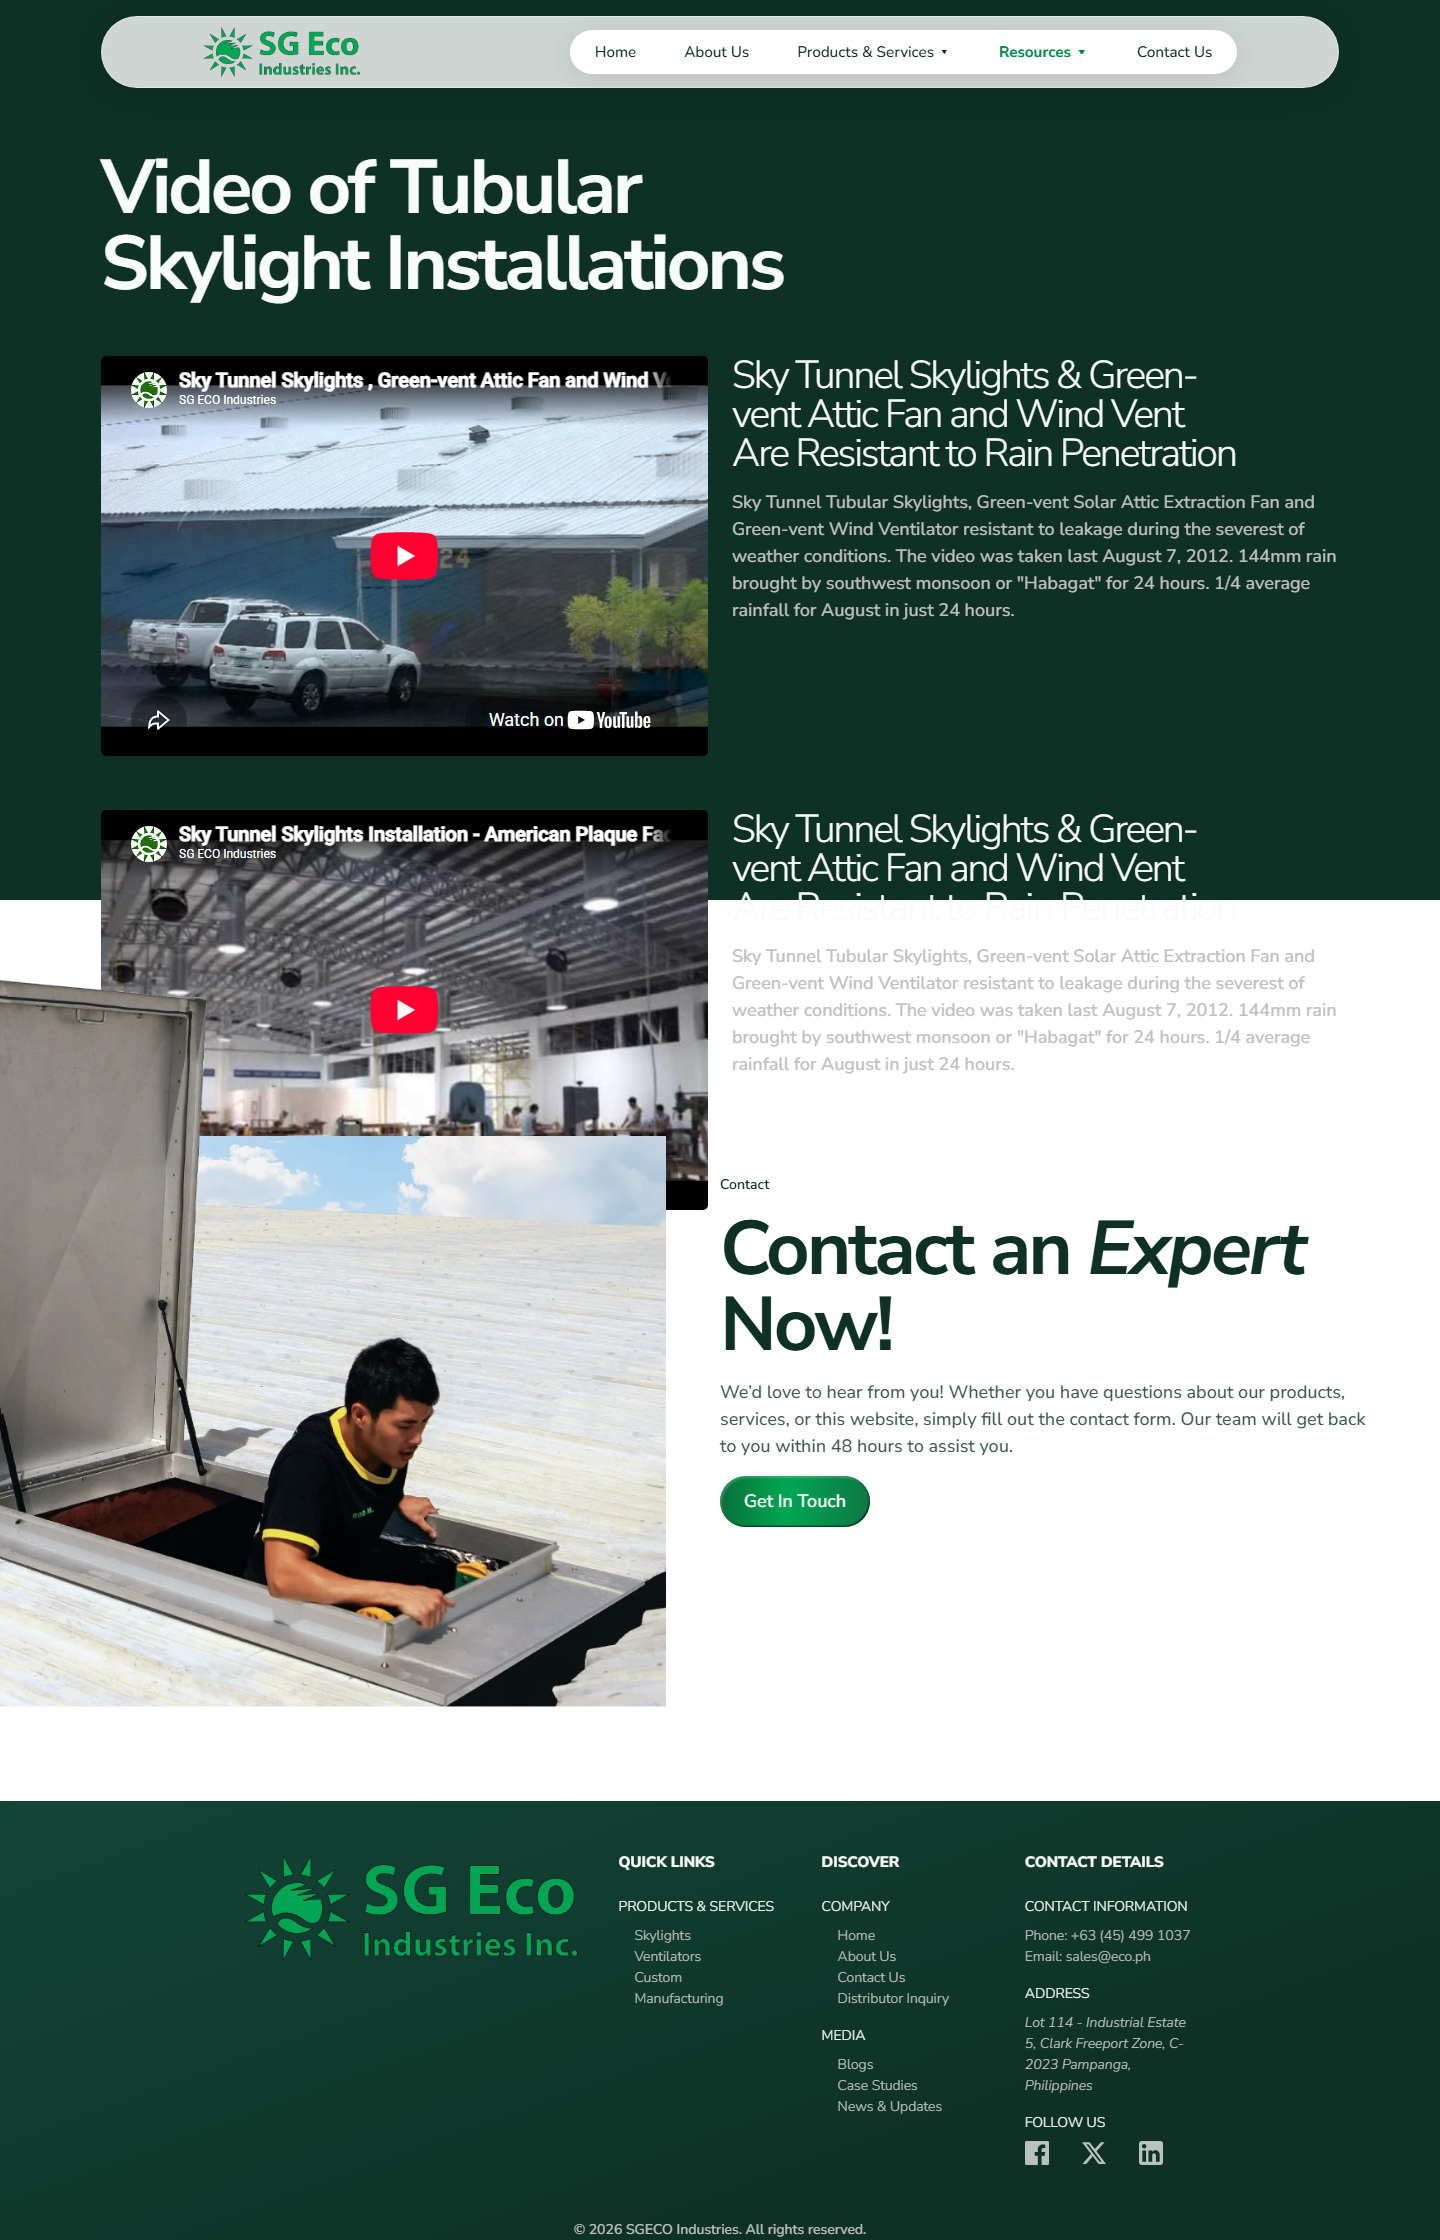 SG Eco
Industries Inc.
Home
About Us
Products & Services
Resources
Contact Us
Video of Tubular
Skylight Installations
Sky Tunnel Skylights , Green-vent Attic Fan and Wind
SG ECO Industries
24
Watch on YouTube
Sky Tunnel Skylights & Green-
vent Attic Fan and Wind Vent
Are Resistant to Rain Penetration
Sky Tunnel Tubular Skylights, Green-vent Solar Attic Extraction Fan and
Green-vent Wind Ventilator resistant to leakage during the severest of
weather conditions. The video was taken last August 7, 2012. 144mm rain
brought by southwest monsoon or "Habagat" for 24 hours. 1/4 average
rainfall for August in just 24 hours.
Sky Tunnel Skylights Installation - American Plaque
SG ECO Industries
Sky Tunnel Skylights & Green-
vent Attic Fan and Wind Vent
Are Resistant to Rain Penetration
Sky Tunnel Tubular Skylights, Green-vent Solar Attic Extraction Fan and
Green-vent Wind Ventilator resistant to leakage during the severest of
weather conditions. The video was taken last August 7, 2012. 144mm rain
brought by southwest monsoon or "Habagat" for 24 hours. 1/4 average
rainfall for August in just 24 hours.
Contact
Contact an Expert
Now!
We’d love to hear from you! Whether you have questions about our products,
services, or this website, simply fill out the contact form. Our team will get back
to you within 48 hours to assist you.
Get In Touch
SG Eco
Industries Inc.
QUICK LINKS
PRODUCTS & SERVICES
Skylights
Ventilators
Custom
Manufacturing
DISCOVER
COMPANY
Home
About Us
Contact Us
Distributor Inquiry
MEDIA
Blogs
Case Studies
News & Updates
CONTACT DETAILS
CONTACT INFORMATION
Phone: +63 (45) 499 1037
Email: sales@eco.ph
ADDRESS
Lot 114 - Industrial Estate
5, Clark Freeport Zone, C-
2023 Pampanga,
Philippines
FOLLOW US
© 2026 SGECO Industries. All rights reserved.